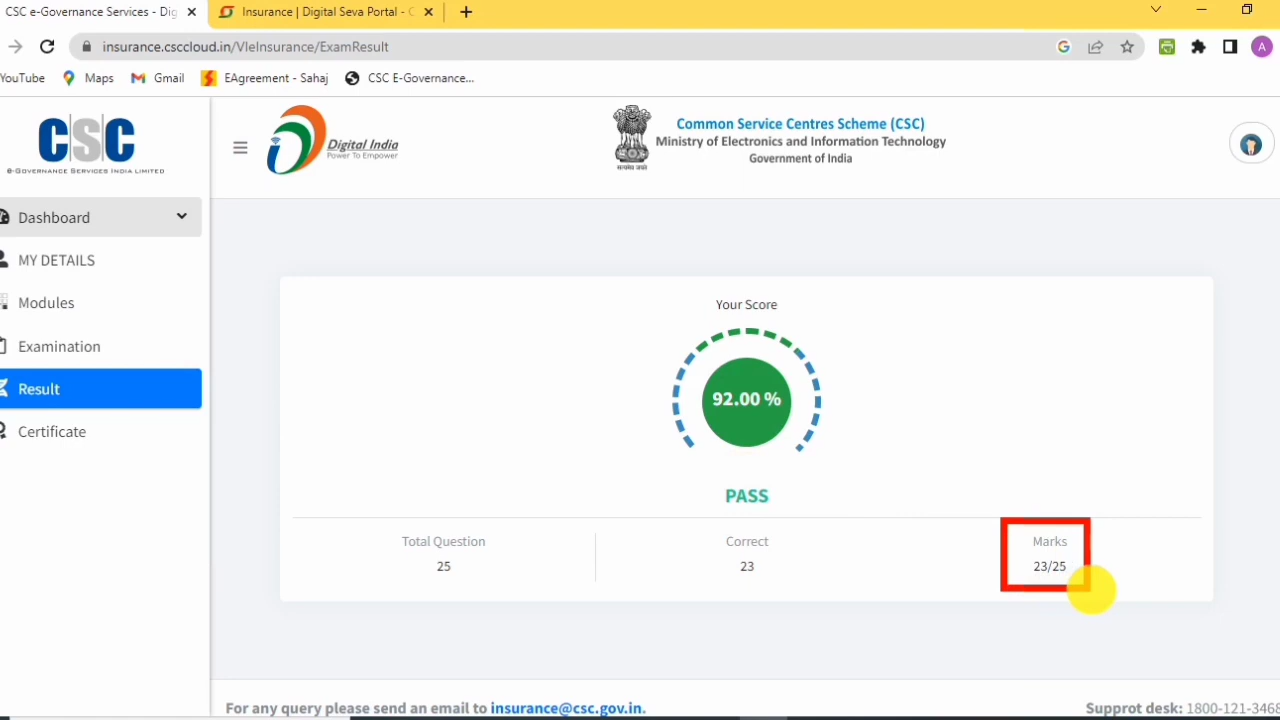 CSC e-Governance Services - Dig
Insurance | Digital Seva Portal - C
insurance.csccloud.in/VleInsurance/ExamResult
YouTube
Maps
Gmail
EAgreement - Sahaj
CSC E-Governance...
CSC
E-GOVERNANCE SERVICES INDIA LIMITED
Digital India
Power To Empower
सत्यमेव जयते
Common Service Centres Scheme (CSC)
Ministry of Electronics and Information Technology
Government of India
A
Dashboard
MY DETAILS
Modules
Examination
Result
Certificate
Your Score
92.00 %
PASS
Total Question
25
Correct
23
Marks
23/25
For any query please send an email to insurance@csc.gov.in.
Supprot desk: 1800-121-3468